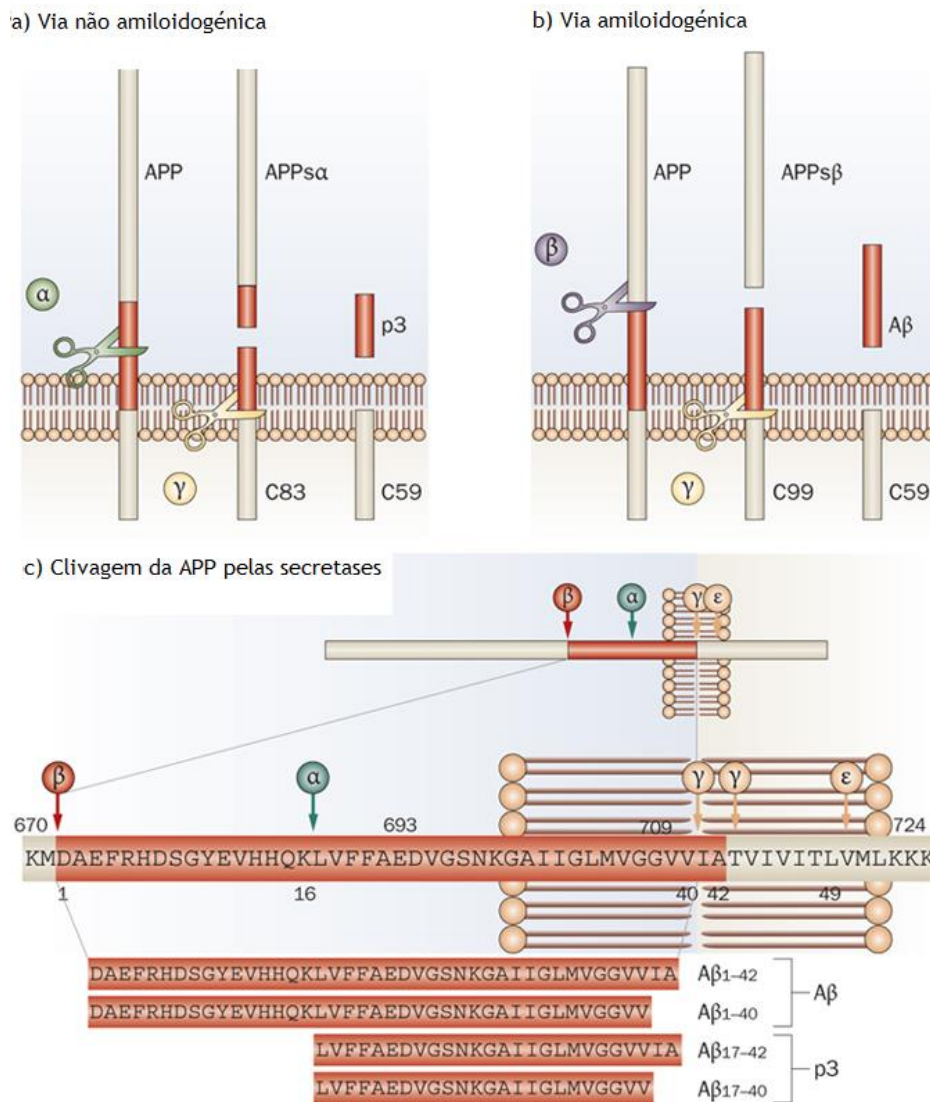 a) Via não amiloidogénica
b) Via amiloidogénica
APP
APPsα
α
p3
γ
C83
C59
APP
APPsβ
β
Aβ
γ
C99
C59
c) Clivagem da APP pelas secretases
β
α
γ
ε
β
α
γ
γ
ε
670
693
709
724
KMDAEFRHDSGYEVHHQKLVFFAEDVGSNKGAIIGLMVGGVVIATVIVITLVMLKKK
1
16
40
42
49
DAEFRHDSGYEVHHQKLVFFAEDVGSNKGAIIGLMVGGVVIA
Aβ1–42
DAEFRHDSGYEVHHQKLVFFAEDVGSNKGAIIGLMVGGVV
Aβ1–40
Aβ
LVFFAEDVGSNKGAIIGLMVGGVVIA
Aβ17–42
LVFFAEDVGSNKGAIIGLMVGGVV
Aβ17–40
p3